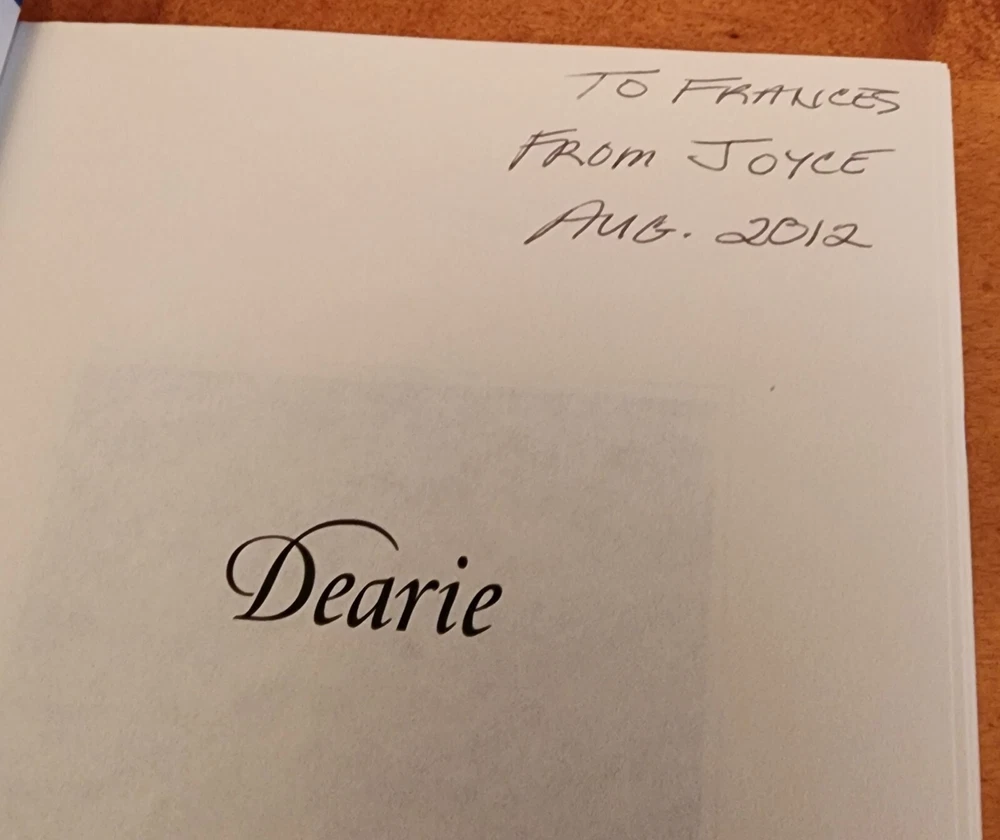 TO FRANCES
FROM JOYCE
AUG. 2012
Dearie